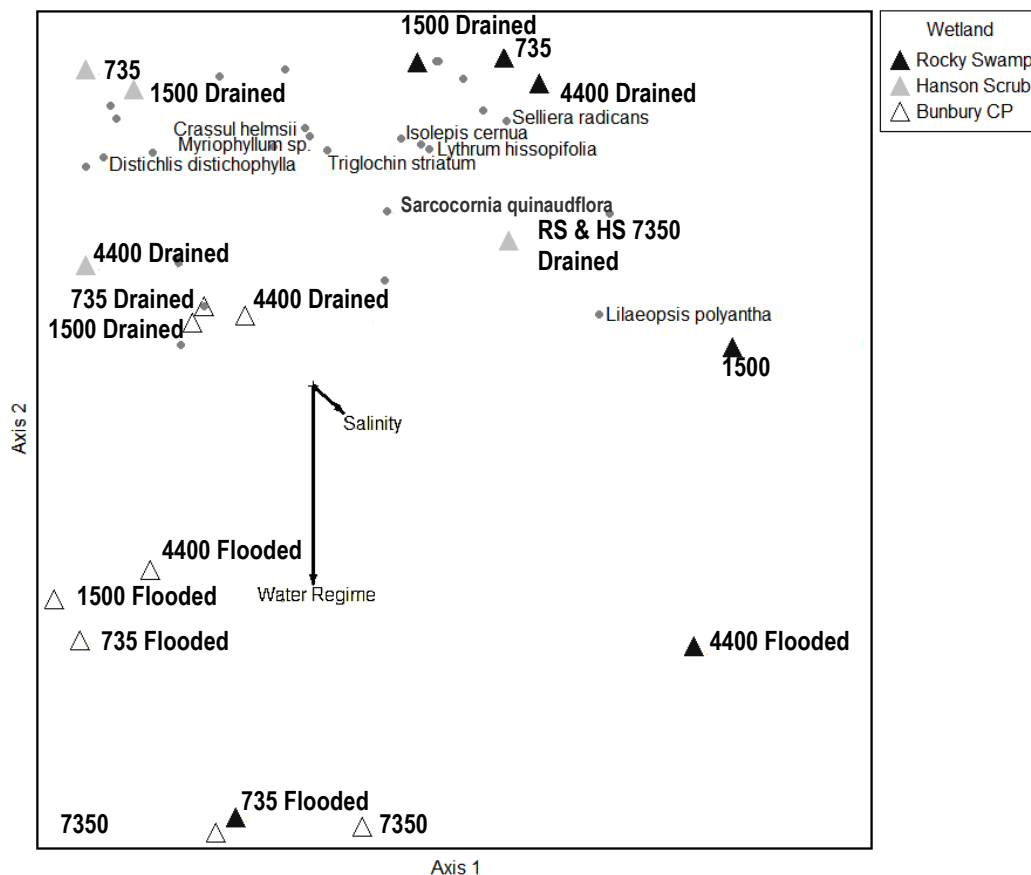 1500 Drained
735
4400 Drained
735
1500 Drained
Selliera radicans
Crassul helmsii
Isolepis cernua
Myriophyllum sp.
Lythrum hissopifolia
Distichlis distichophylla
Triglochin striatum
Sarcocornia quinaudflora
RS & HS 7350
Drained
4400 Drained
735 Drained
4400 Drained
1500 Drained
Lilaeopsis polyantha
1500
Salinity
Water Regime
4400 Flooded
1500 Flooded
735 Flooded
4400 Flooded
735 Flooded
7350
7350
Axis 2
Axis 1
Wetland
Rocky Swamp
Hanson Scrub
Bunbury CP